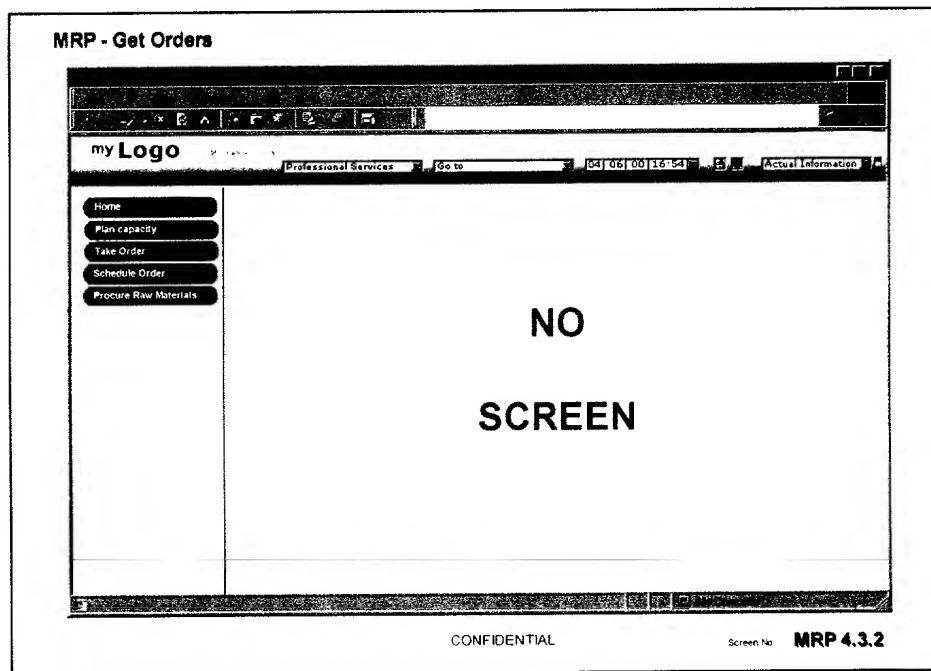 MRP - Get Orders
my Logo
Professional Services Go to 04 06 00 16:54 Actual Information
Home
Plan capacity
Take Order
Schedule Order
Procure Raw Materials
NO
SCREEN
CONFIDENTIAL Screen No MRP 4.3.2